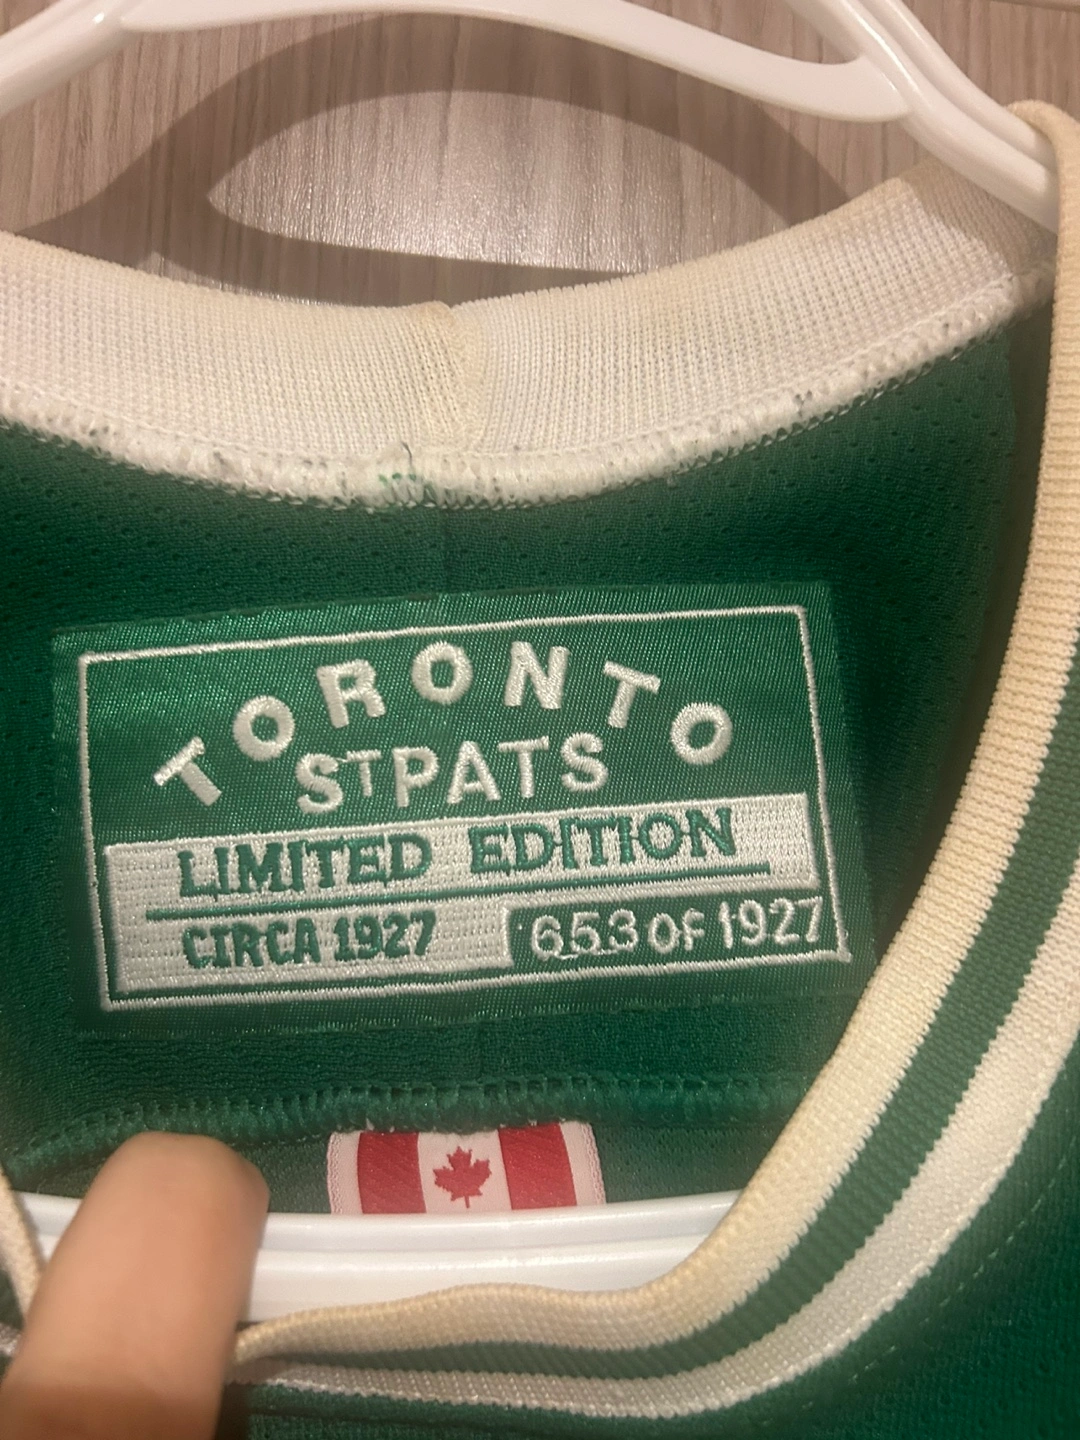 TORONTO
STPATS
LIMITED EDITION
CIRCA 1927
653 OF 1927